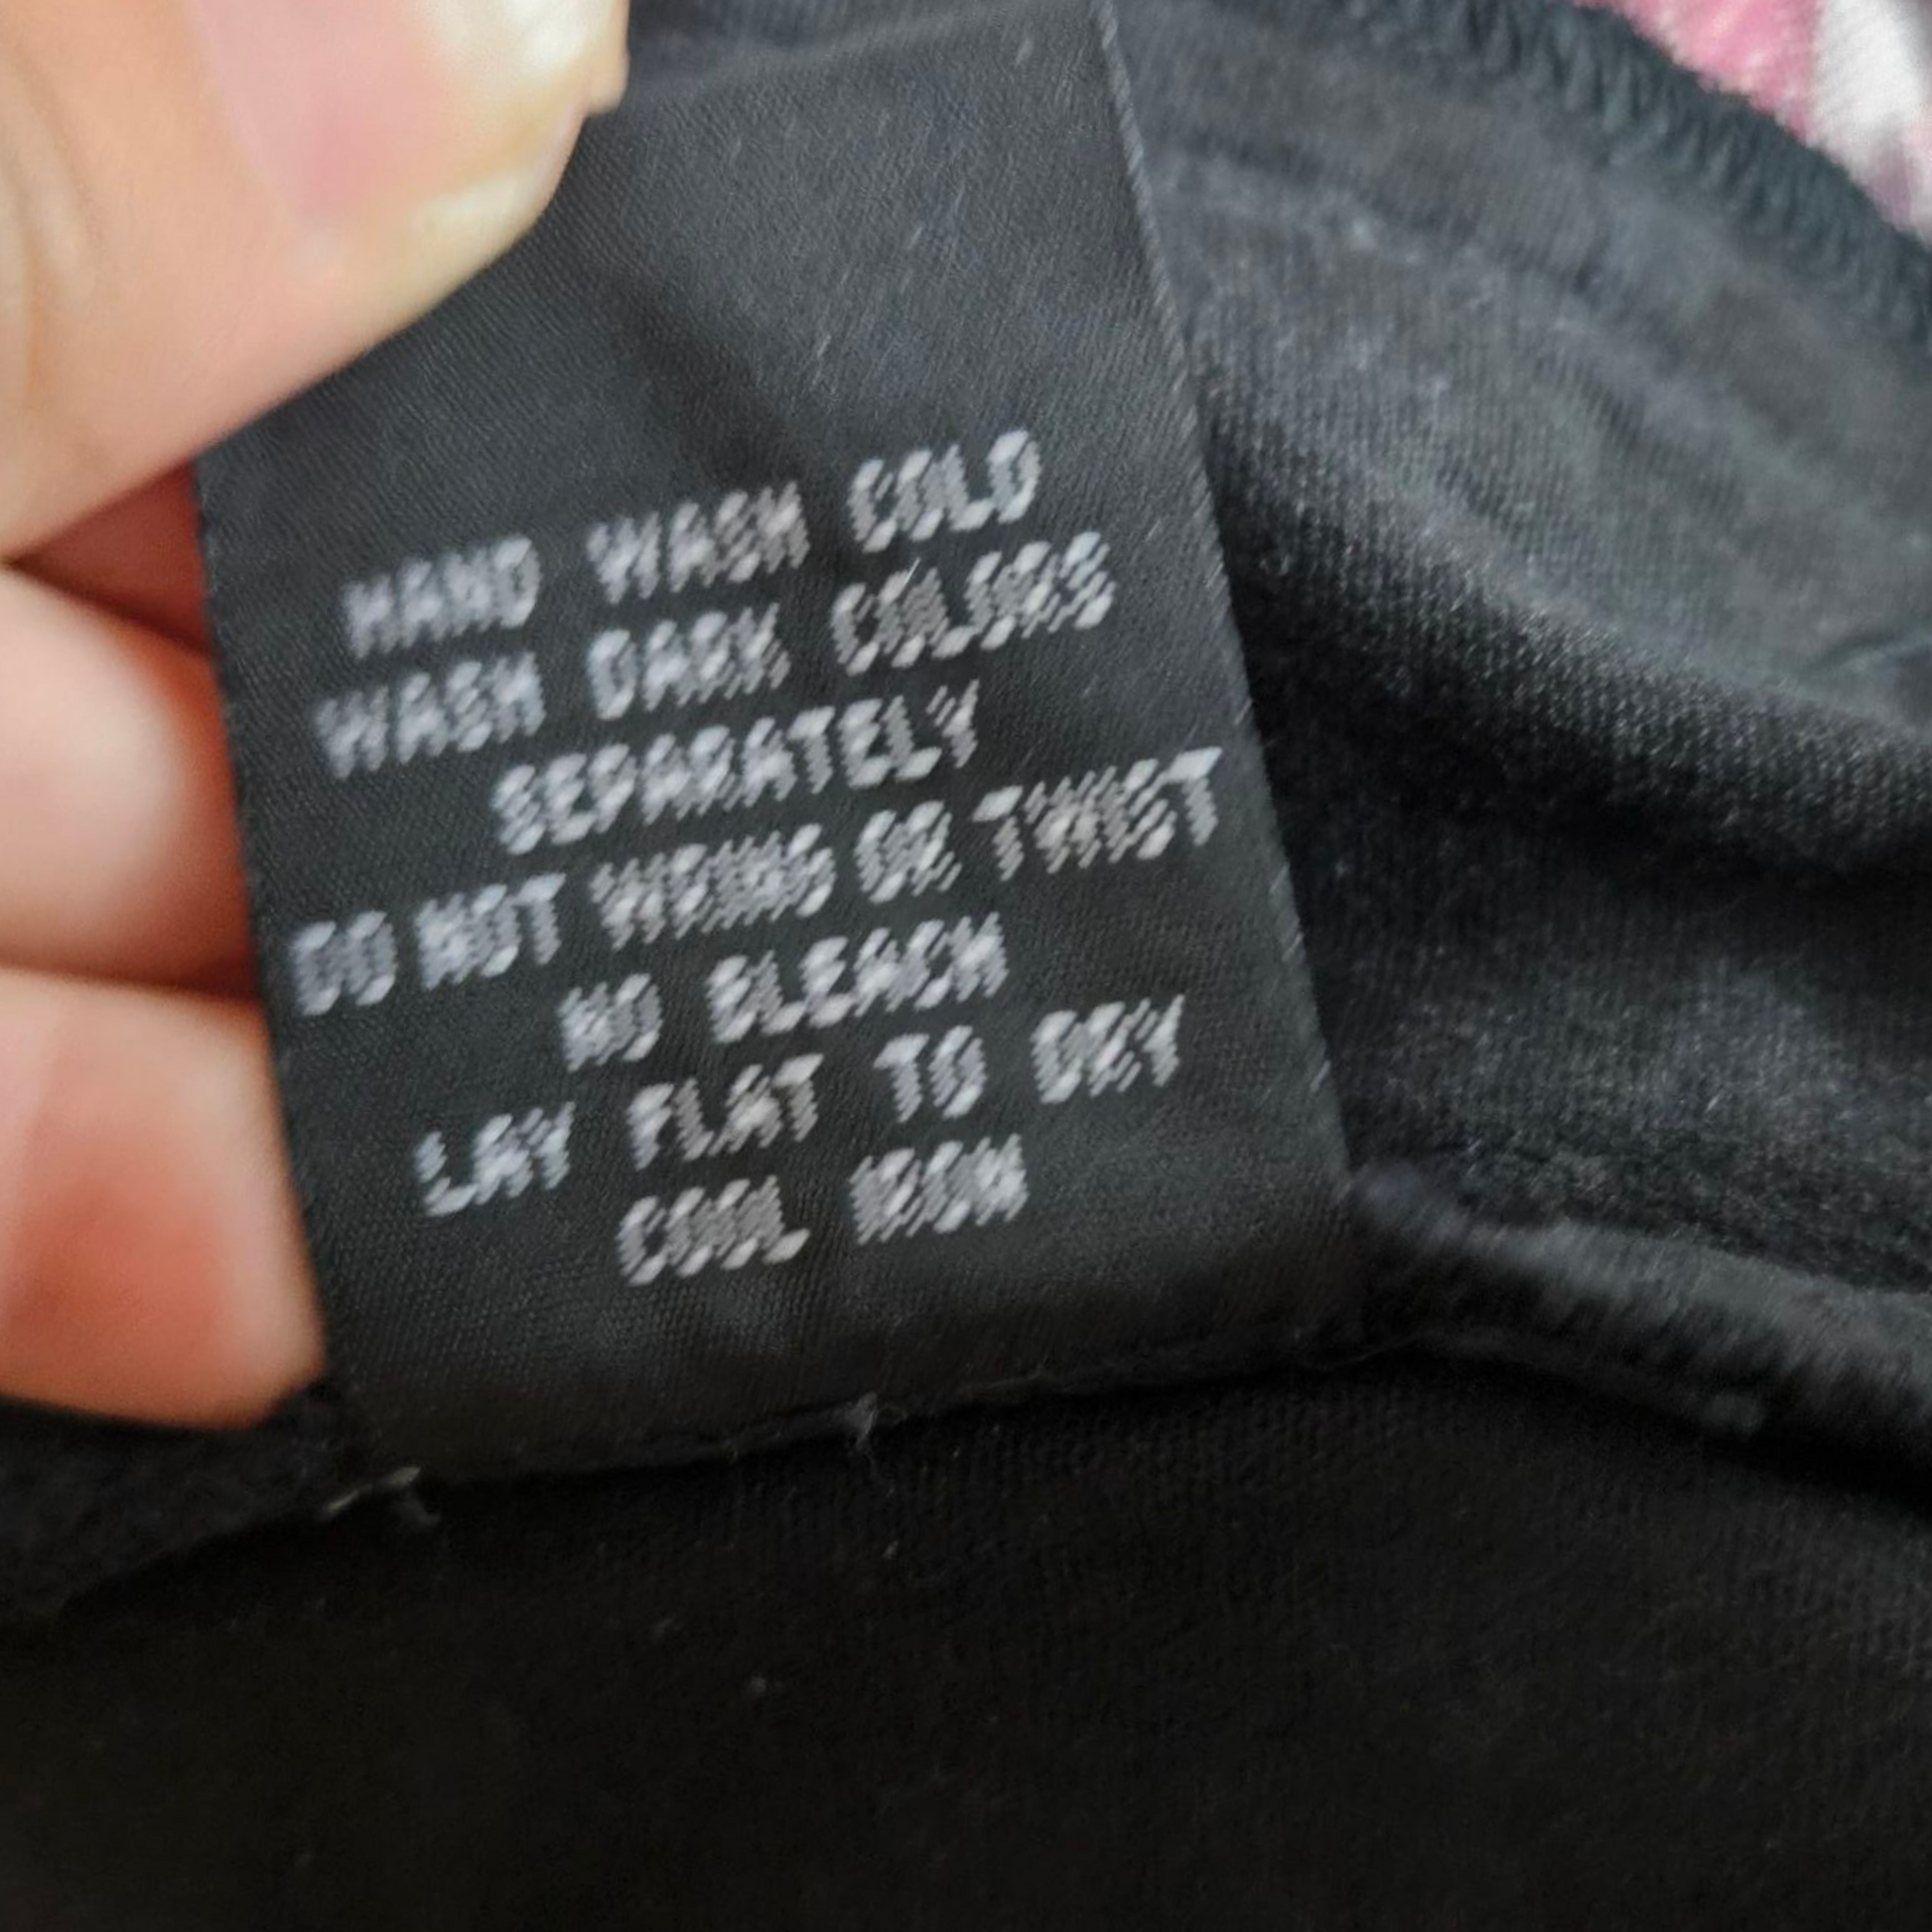 HAND WASH COLD
WASH DARK COLORS
SEPARATELY
DO NOT WRING OR TWIST
NO BLEACH
LAY FLAT TO DRY
COOL IRON